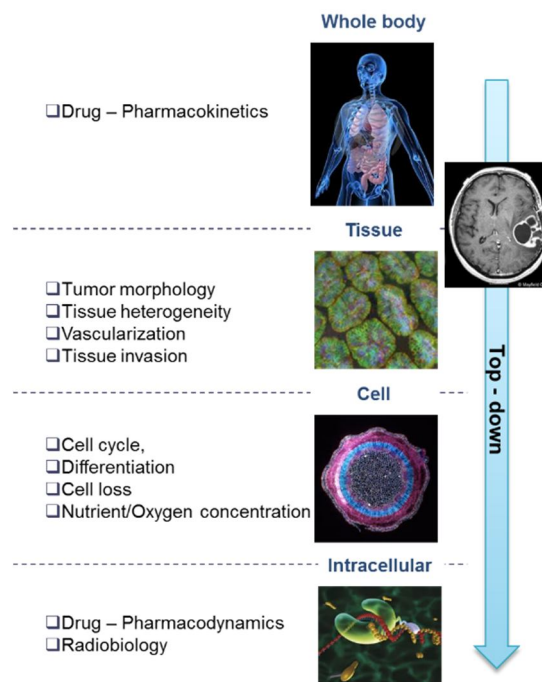 Whole body
❑Drug – Pharmacokinetics
Tissue
❑Tumor morphology
❑Tissue heterogeneity
❑Vascularization
❑Tissue invasion
Top - down
Cell
❑Cell cycle,
❑Differentiation
❑Cell loss
❑Nutrient/Oxygen concentration
Intracellular
❑Drug – Pharmacodynamics
❑Radiobiology